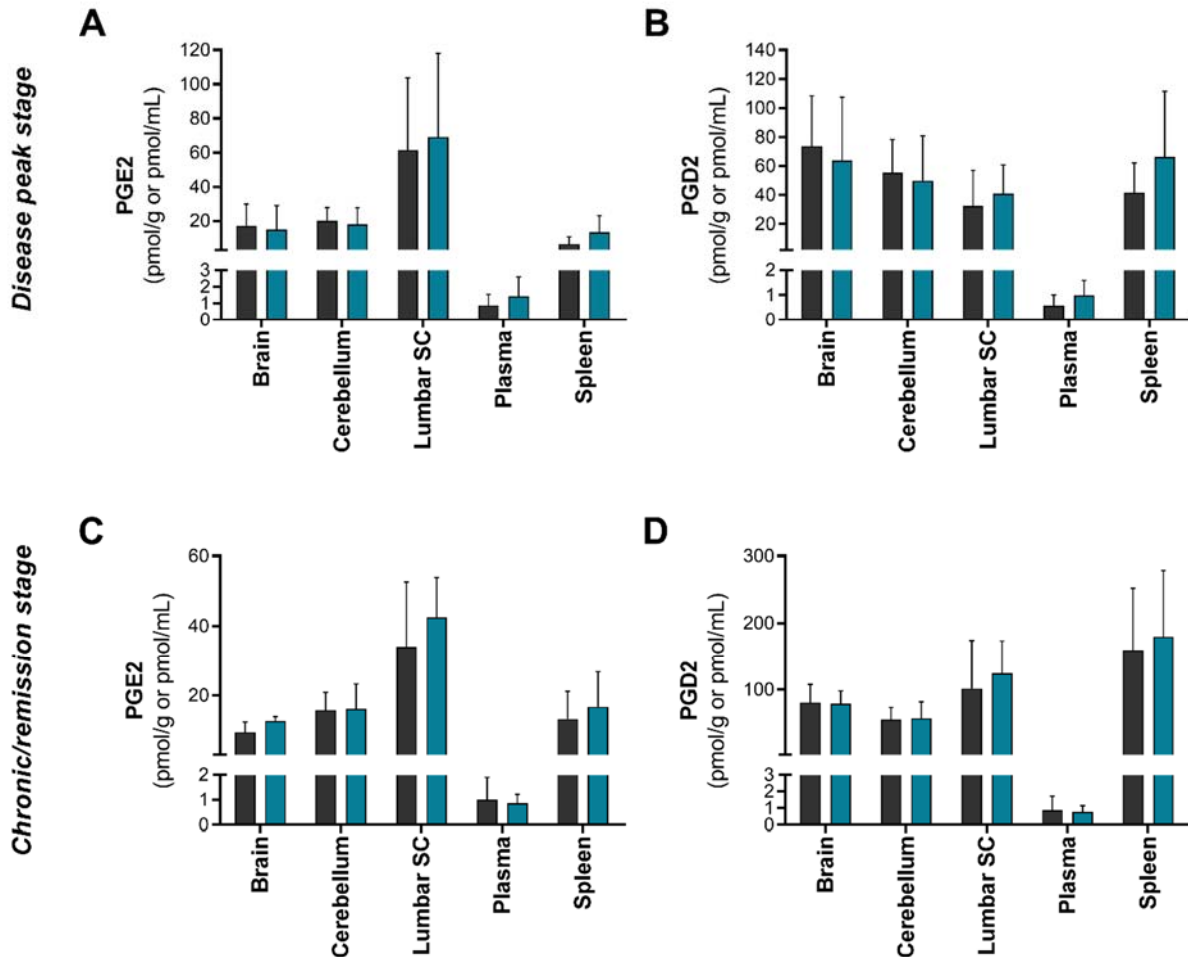 A
Disease peak stage
PGE2
(pmol/g or pmol/mL)
120
100
80
60
40
20
3
2
1
0
Brain
Cerebellum
Lumbar SC
Plasma
Spleen
B
PGD2
(pmol/g or pmol/mL)
140
120
100
80
60
40
20
2
1
0
Brain
Cerebellum
Lumbar SC
Plasma
Spleen
C
Chronic/remission stage
PGE2
(pmol/g or pmol/mL)
60
40
20
2
1
0
Brain
Cerebellum
Lumbar SC
Plasma
Spleen
D
PGD2
(pmol/g or pmol/mL)
300
200
100
3
2
1
0
Brain
Cerebellum
Lumbar SC
Plasma
Spleen